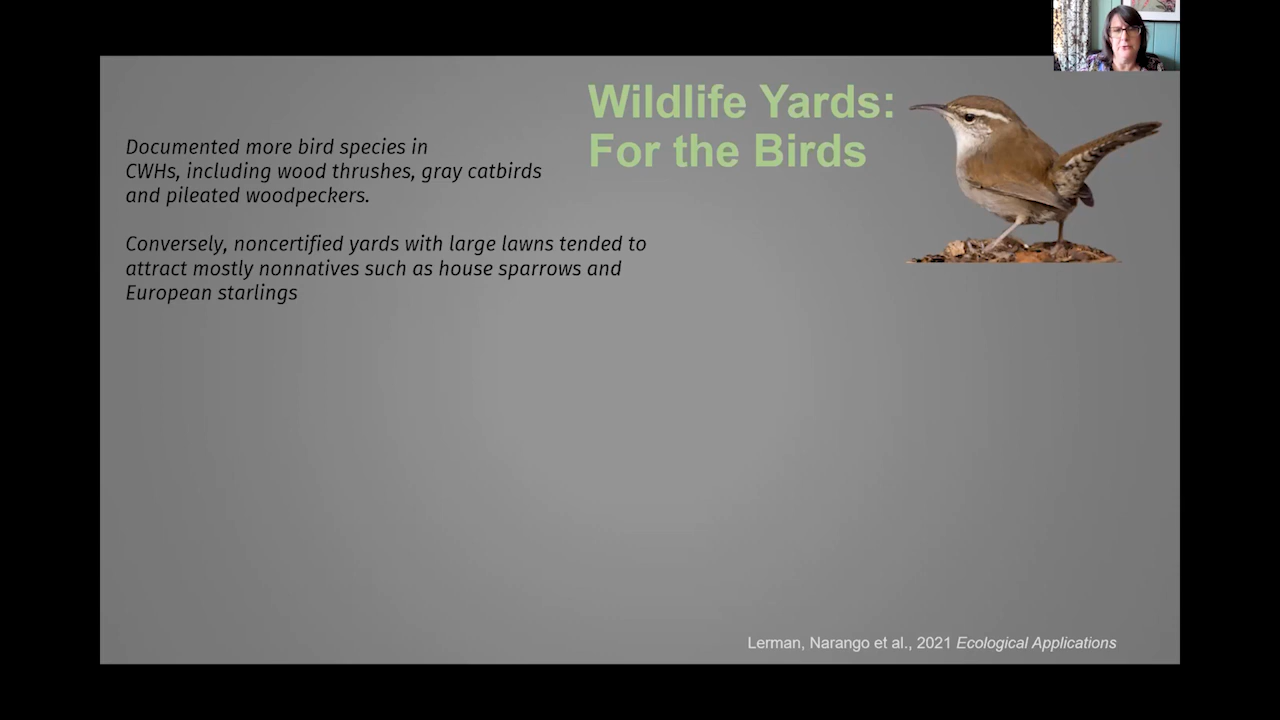 Wildlife Yards:
For the Birds
Documented more bird species in
CWHs, including wood thrushes, gray catbirds
and pileated woodpeckers.
Conversely, noncertified yards with large lawns tended to
attract mostly nonnatives such as house sparrows and
European starlings
Lerman, Narango et al., 2021 Ecological Applications